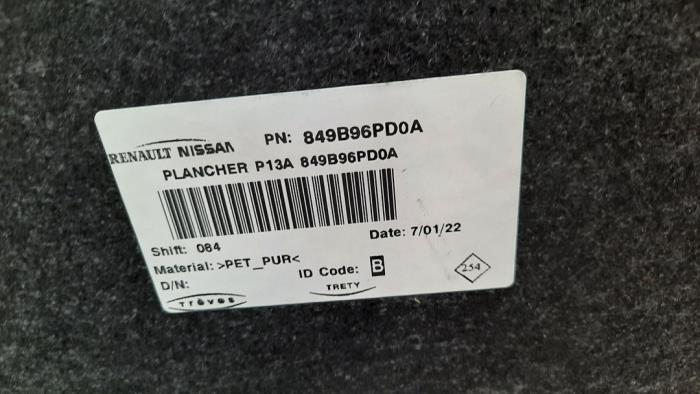 RENAULT NISSAN PN: 849B96PD0A
PLANCHER P13A 849B96PD0A
Shift: 084 Date: 7/01/22
Material: >PET_PUR<
ID Code: B
D/N:
Trèves TRETY 254